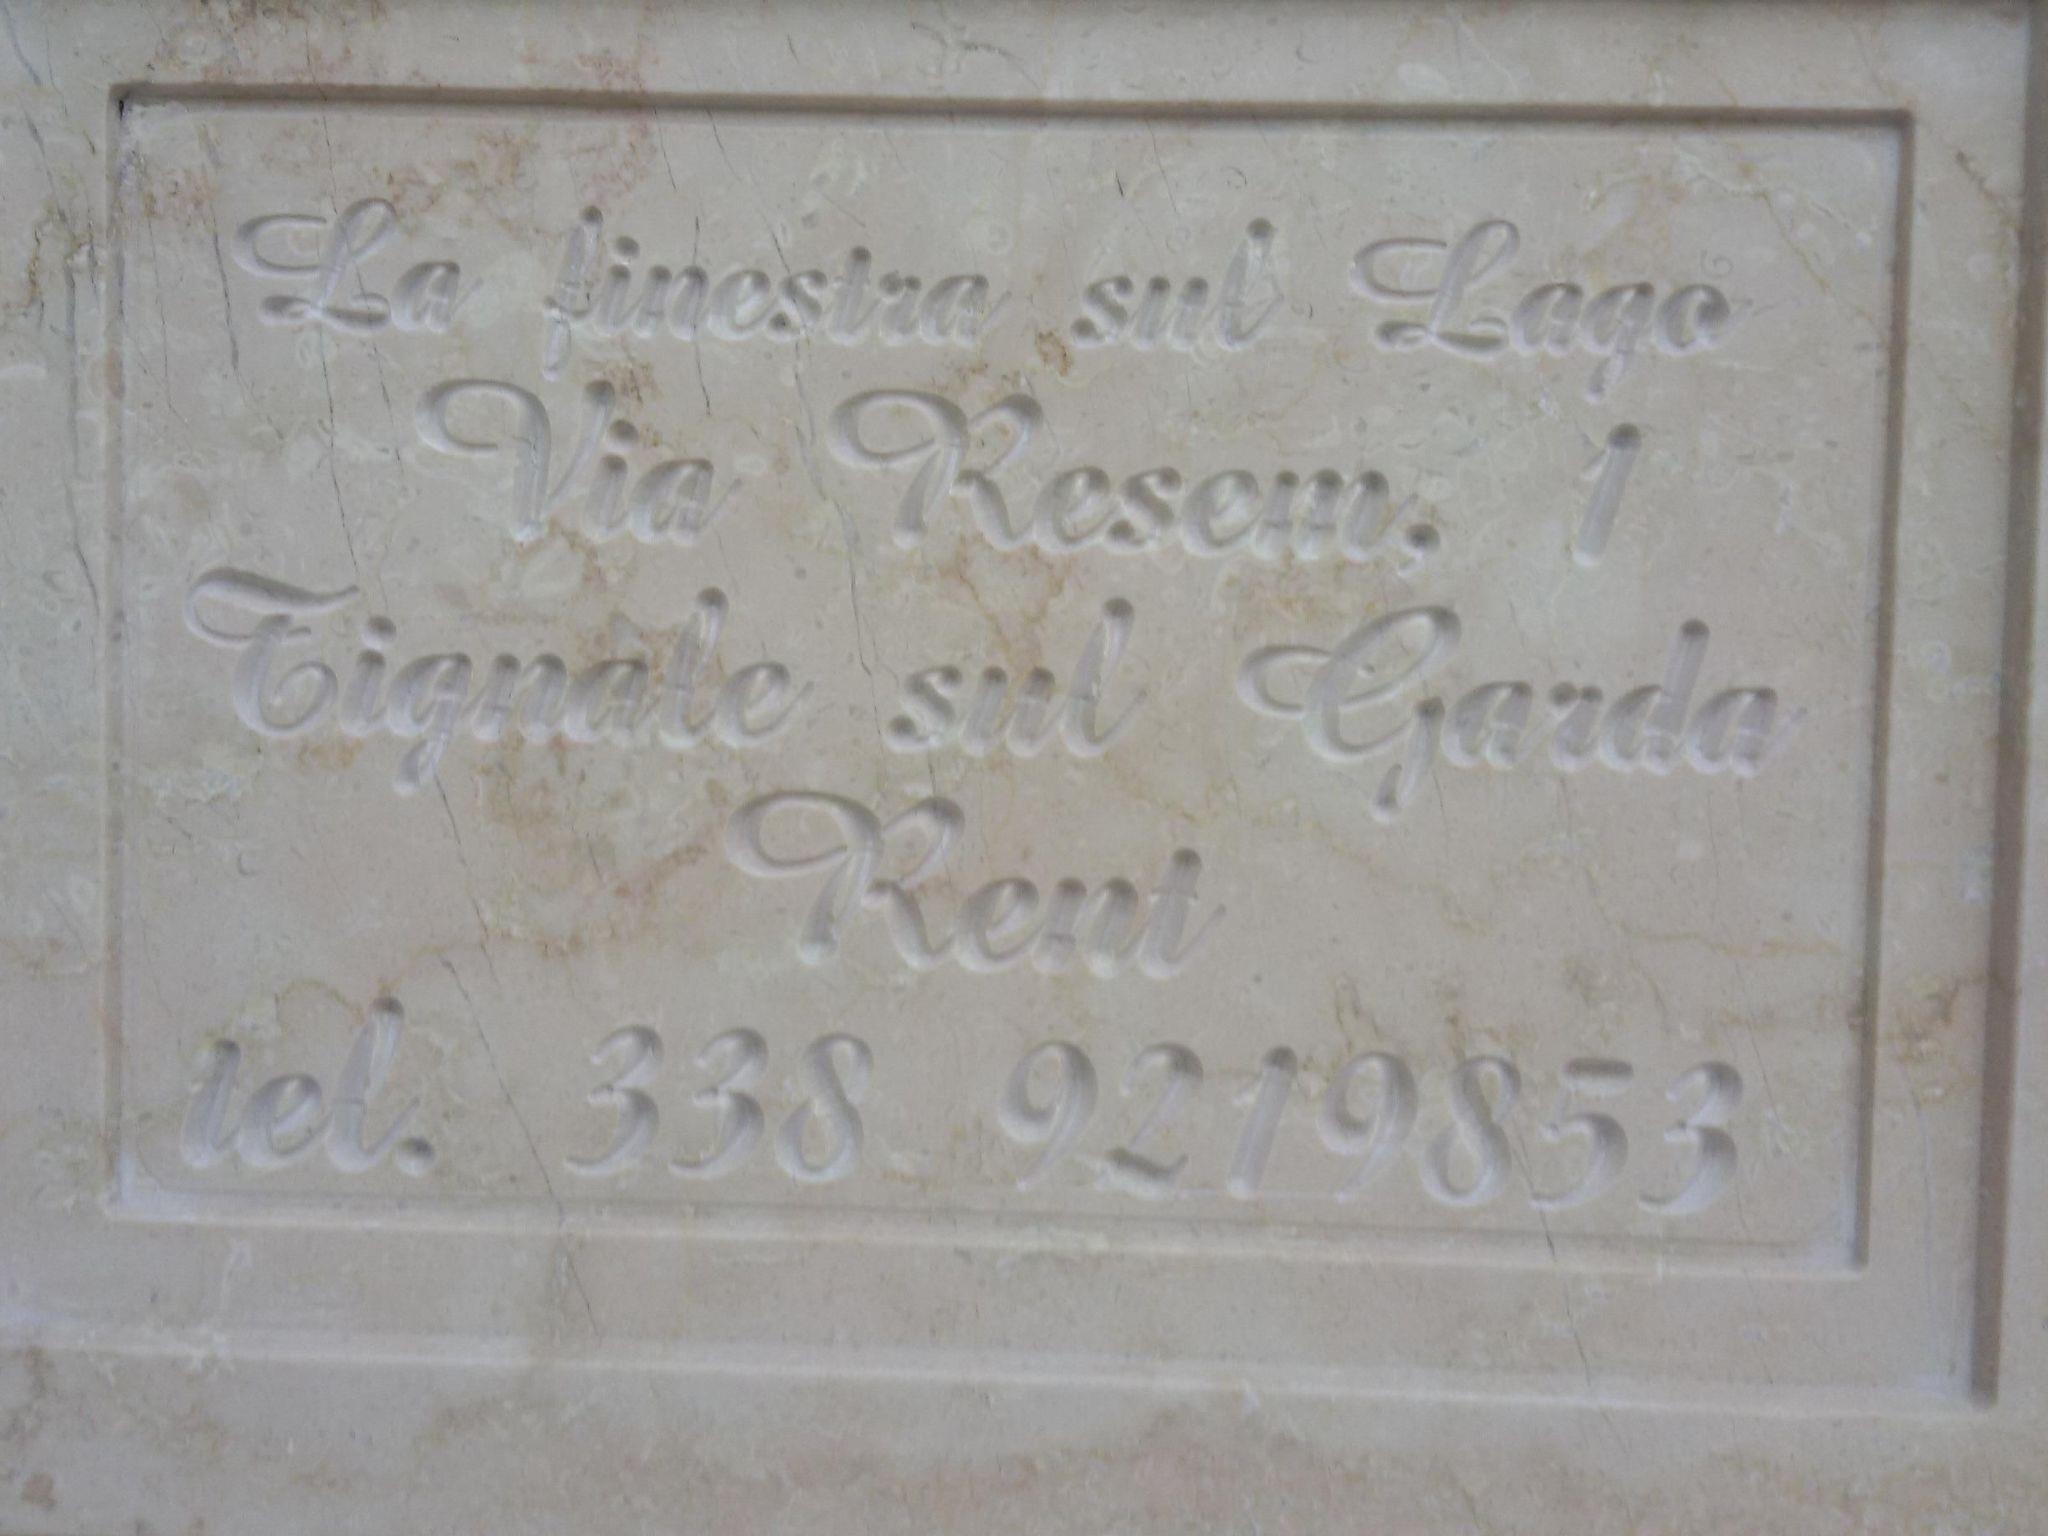 La finestra sul Lago
Via Resem, 1
Tignale sul Garda
Rent
tel. 338 9219853